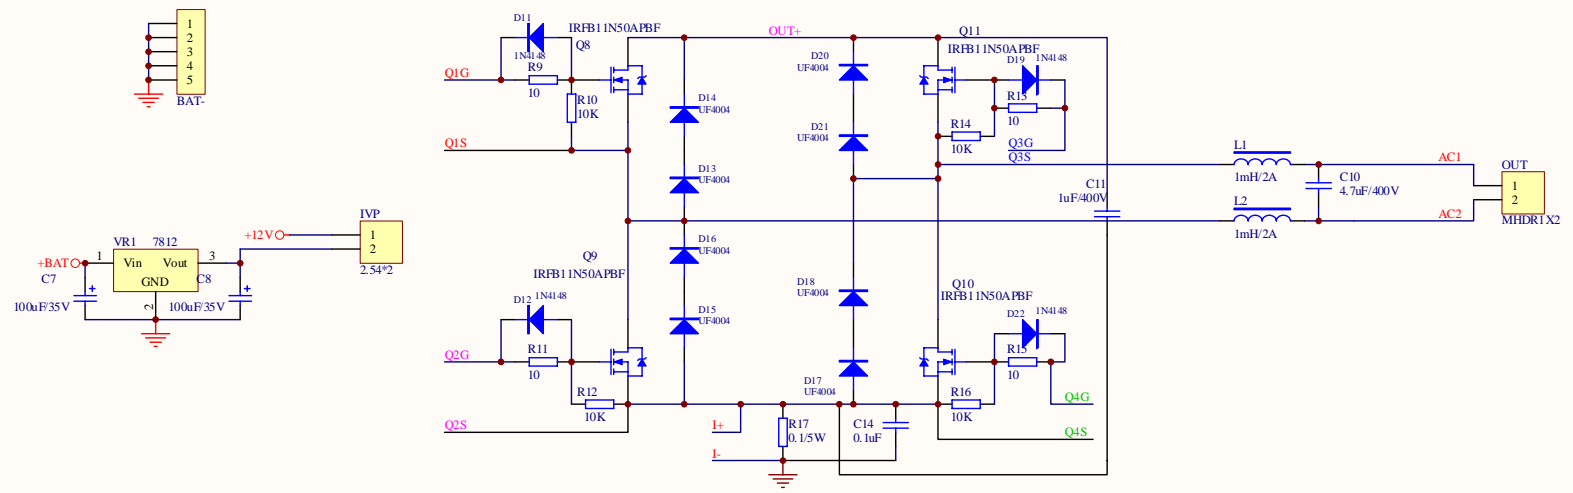 1
2
3
4
5
BAT-
D11
1N4148
R9
10
Q1G
IRFB11N50APBF
Q8
R10
10K
Q1S
D14
UF4004
D13
UF4004
OUT+
D20
UF4004
D21
UF4004
Q11
IRFB11N50APBF
D19
1N4148
R13
10
R14
10K
Q3G
Q3S
C11
1uF/400V
L1
1mH/2A
L2
1mH/2A
C10
4.7uF/400V
AC1
AC2
OUT
1
2
MHDR1X2
IVP
+12V
1
2
2.54*2
VR1
7812
+BAT
1
Vin
Vout
3
GND
2
C7
100uF/35V
C8
100uF/35V
Q9
IRFB11N50APBF
D12
1N4148
Q2G
R11
10
R12
10K
Q2S
D16
UF4004
D15
UF4004
D18
UF4004
D17
UF4004
Q10
IRFB11N50APBF
D22
1N4148
R15
10
R16
10K
Q4G
Q4S
I+
I-
R17
0.1/5W
C14
0.1uF